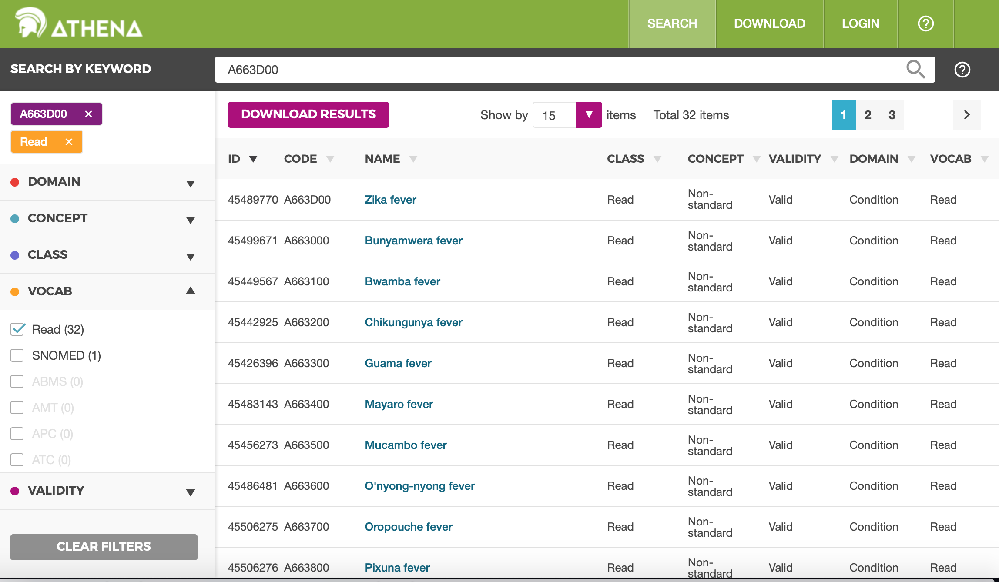 ATHENA
SEARCH
DOWNLOAD
LOGIN
?
SEARCH BY KEYWORD
A663D00
?
A663D00 ×
Read ×
DOWNLOAD RESULTS
Show by 15 items Total 32 items
1 2 3
ID CODE NAME CLASS CONCEPT VALIDITY DOMAIN VOCAB
DOMAIN
CONCEPT
CLASS
VOCAB
Read (32)
SNOMED (1)
ABMS (0)
AMT (0)
APC (0)
ATC (0)
VALIDITY
CLEAR FILTERS
45489770 A663D00 Zika fever Read Non-standard Valid Condition Read
45499671 A663000 Bunyamwera fever Read Non-standard Valid Condition Read
45449567 A663100 Bwamba fever Read Non-standard Valid Condition Read
45442925 A663200 Chikungunya fever Read Non-standard Valid Condition Read
45426396 A663300 Guama fever Read Non-standard Valid Condition Read
45483143 A663400 Mayaro fever Read Non-standard Valid Condition Read
45456273 A663500 Mucambo fever Read Non-standard Valid Condition Read
45486481 A663600 O'nyong-nyong fever Read Non-standard Valid Condition Read
45506275 A663700 Oropouche fever Read Non-standard Valid Condition Read
45506276 A663800 Pixuna fever Read Non-standard Valid Condition Read